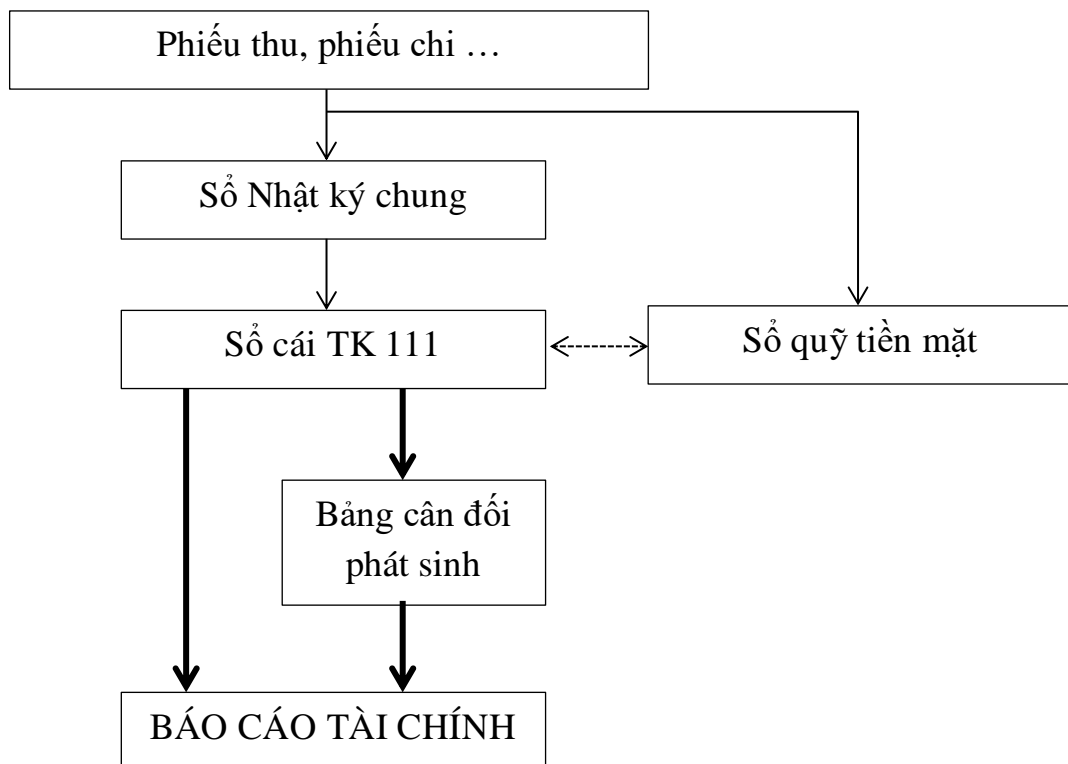 Phiếu thu, phiếu chi …
Sổ Nhật ký chung
Sổ cái TK 111
Sổ quỹ tiền mặt
Bảng cân đối
phát sinh
BÁO CÁO TÀI CHÍNH